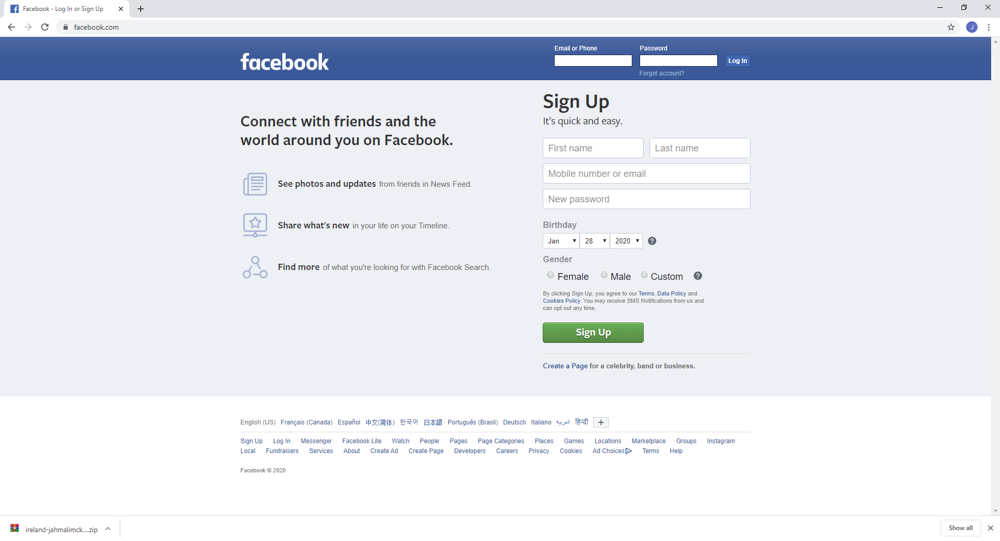 Facebook - Log In or Sign Up
facebook.com
J
facebook
Email or Phone
Password
Log In
Forgot account?
Connect with friends and the
world around you on Facebook.
See photos and updates from friends in News Feed.
Share what's new in your life on your Timeline.
Find more of what you're looking for with Facebook Search.
Sign Up
It's quick and easy.
First name
Last name
Mobile number or email
New password
Birthday
Jan 28 2020 ?
Gender
Female Male Custom ?
By clicking Sign Up, you agree to our Terms, Data Policy and
Cookies Policy. You may receive SMS Notifications from us and
can opt out any time.
Sign Up
Create a Page for a celebrity, band or business.
English (US) Français (Canada) Español 中文(简体) 한국어 日本語 Português (Brasil) Deutsch Italiano العربية हिन्दी +
Sign Up Log In Messenger Facebook Lite Watch People Pages Page Categories Places Games Locations Marketplace Groups Instagram
Local Fundraisers Services About Create Ad Create Page Developers Careers Privacy Cookies Ad Choices Terms Help
Facebook © 2020
ireland-jahmalimck....zip
Show all